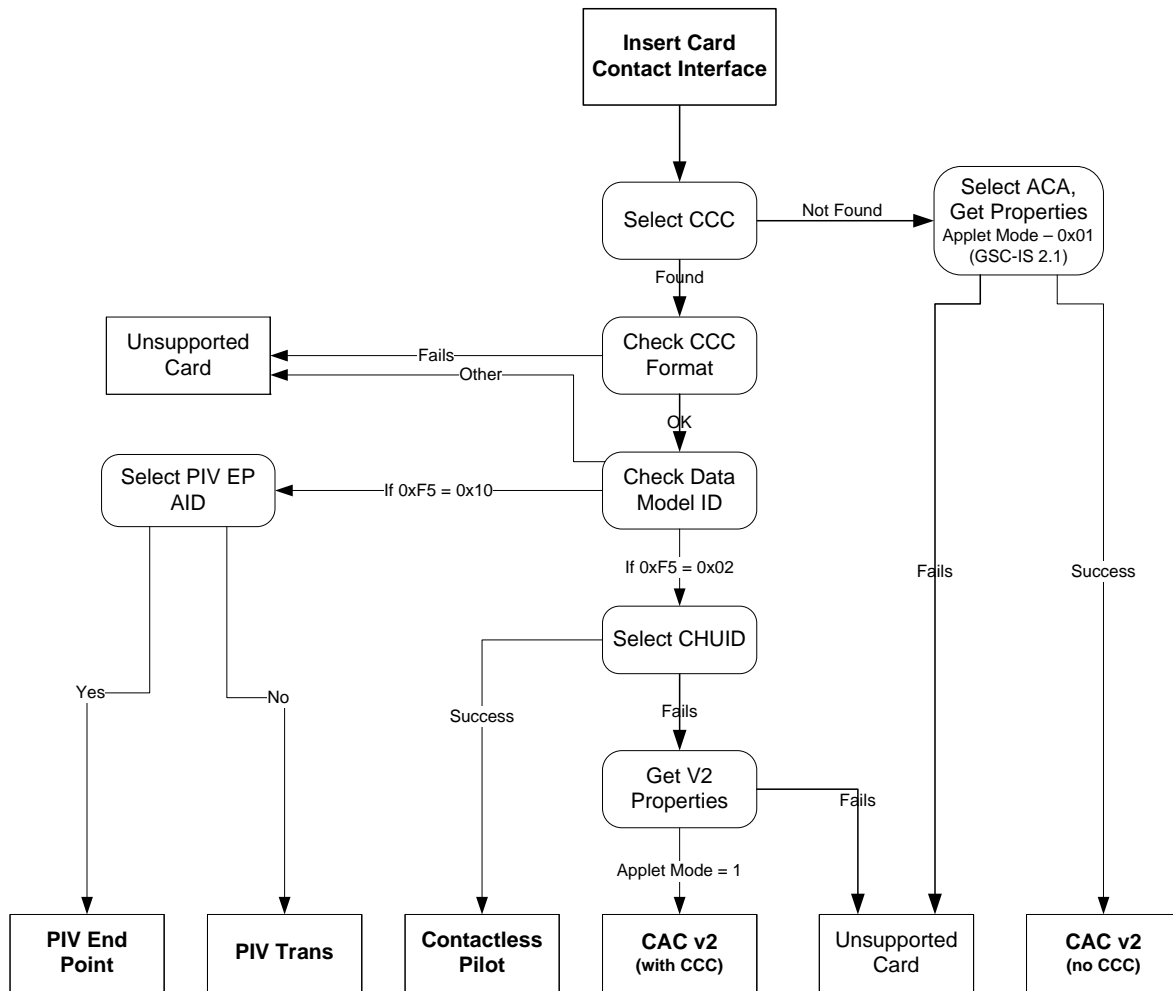 Insert Card
Contact Interface
Select CCC
Not Found
Select ACA,
Get Properties
Applet Mode – 0x01
(GSC-IS 2.1)
Found
Unsupported
Card
Fails
Other
Check CCC
Format
OK
Select PIV EP
AID
If 0xF5 = 0x10
Check Data
Model ID
If 0xF5 = 0x02
Fails
Success
Select CHUID
Yes
No
Success
Fails
Get V2
Properties
Fails
Applet Mode = 1
PIV End
Point
PIV Trans
Contactless
Pilot
CAC v2
(with CCC)
Unsupported
Card
CAC v2
(no CCC)